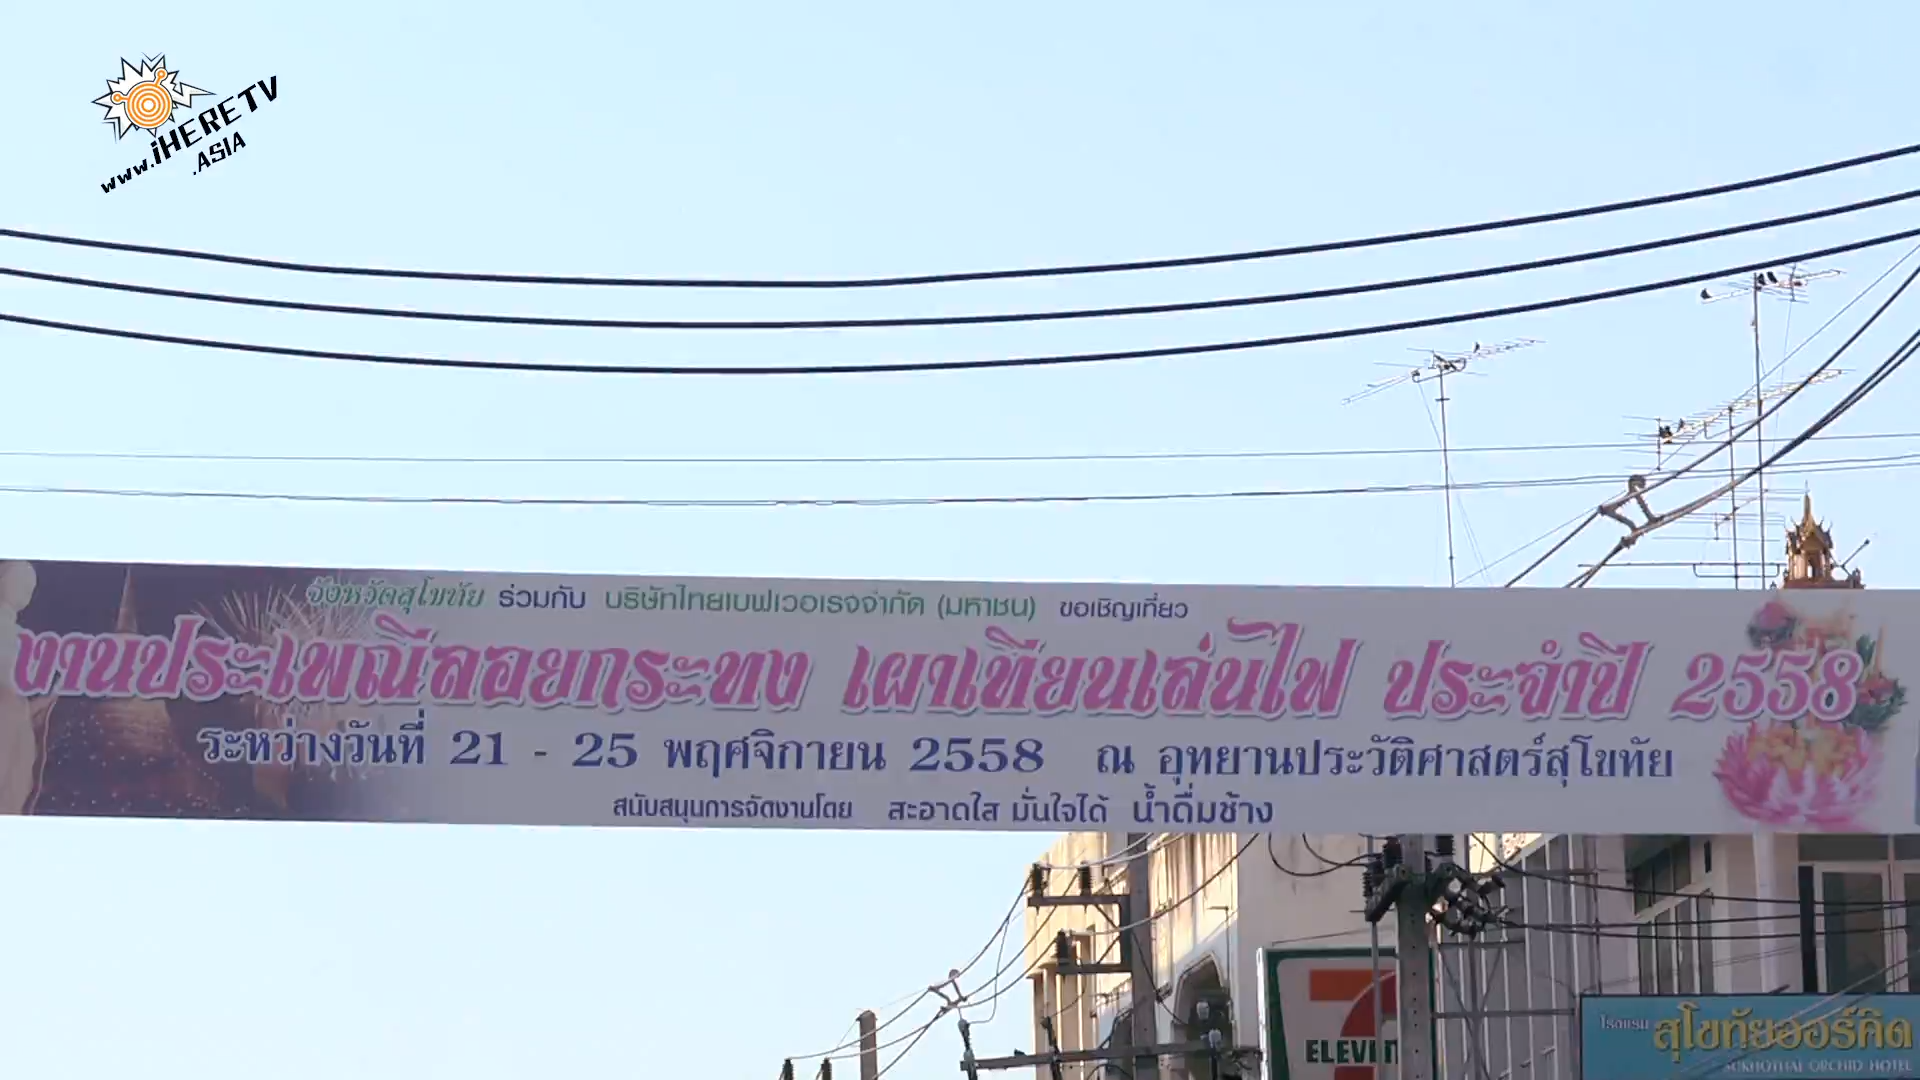 www.iHERETV
.ASIA
จังหวัดสุโขทัย ร่วมกับ บริษัทไทยเบฟเวอเรจจำกัด (มหาชน) ขอเชิญเที่ยว
งานประเพณีลอยกระทง เผาเทียนเล่นไฟ ประจำปี 2558
ระหว่างวันที่ 21 - 25 พฤศจิกายน 2558 ณ อุทยานประวัติศาสตร์สุโขทัย
สนับสนุนการจัดงานโดย สะอาดใส มั่นใจได้ น้ำดื่มช้าง
7
ELEVEN
โรงแรม สุโขทัยออร์คิด
SUKHOTHAI ORCHID HOTEL